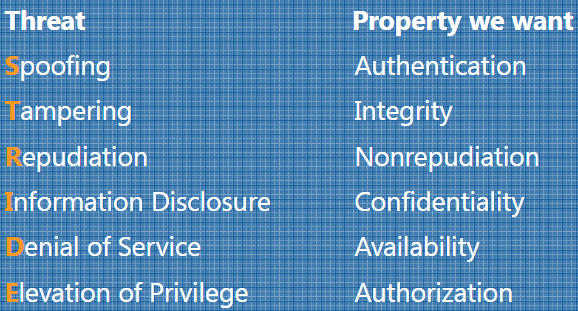 Threat Property we want
Spoofing Authentication
Tampering Integrity
Repudiation Nonrepudiation
Information Disclosure Confidentiality
Denial of Service Availability
Elevation of Privilege Authorization